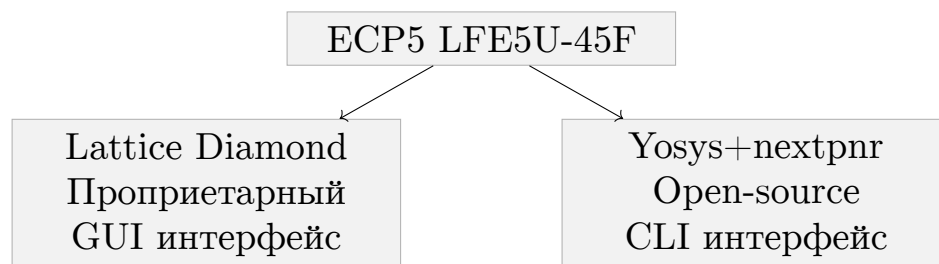 ECP5 LFE5U-45F
Lattice Diamond
Проприетарный
GUI интерфейс
Yosys+nextpnr
Open-source
CLI интерфейс